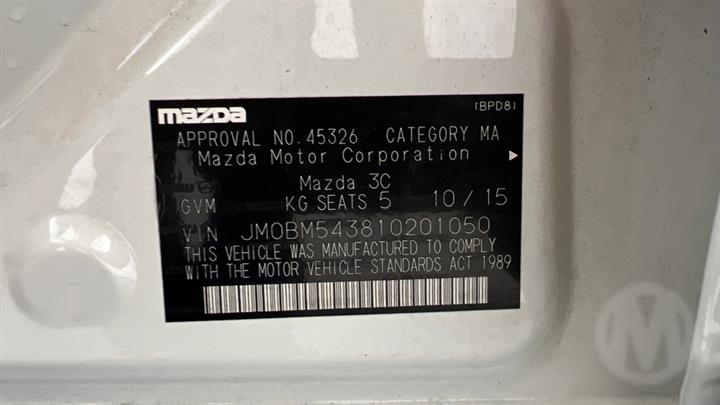 mazda (BPD8)
APPROVAL NO.45326 CATEGORY MA
Mazda Motor Corporation
Mazda 3C
GVM KG SEATS 5 10/15
VIN JM0BM543810201050
THIS VEHICLE WAS MANUFACTURED TO COMPLY
WITH THE MOTOR VEHICLE STANDARDS ACT 1989
M